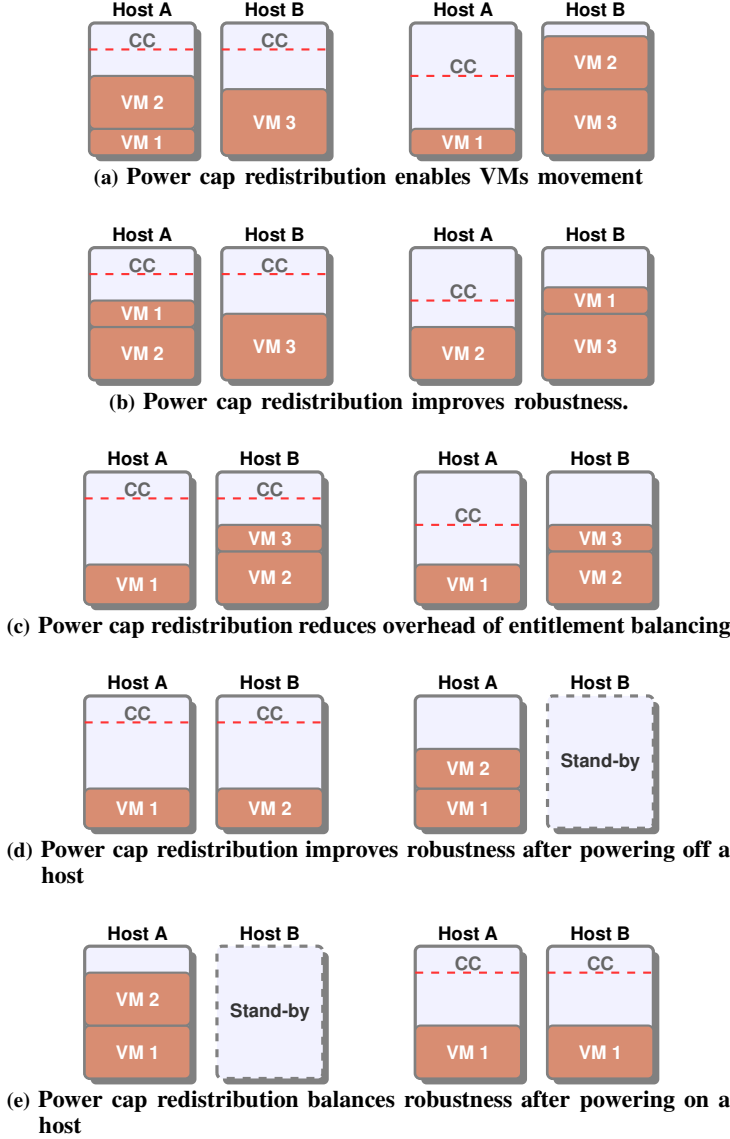 Host A Host B Host A Host B
CC CC
CC VM 2
VM 2
VM 3 VM 3
VM 1 VM 1
(a) Power cap redistribution enables VMs movement
Host A Host B Host A Host B
CC CC
CC VM 1
VM 1
VM 2 VM 3 VM 2 VM 3
(b) Power cap redistribution improves robustness.
Host A Host B Host A Host B
CC CC
CC
VM 3 VM 3
VM 1 VM 2 VM 1 VM 2
(c) Power cap redistribution reduces overhead of entitlement balancing
Host A Host B Host A Host B
CC CC
VM 2 Stand-by
VM 1 VM 2 VM 1
(d) Power cap redistribution improves robustness after powering off a
host
Host A Host B Host A Host B
CC CC
VM 2 Stand-by
VM 1 VM 1 VM 1
(e) Power cap redistribution balances robustness after powering on a
host